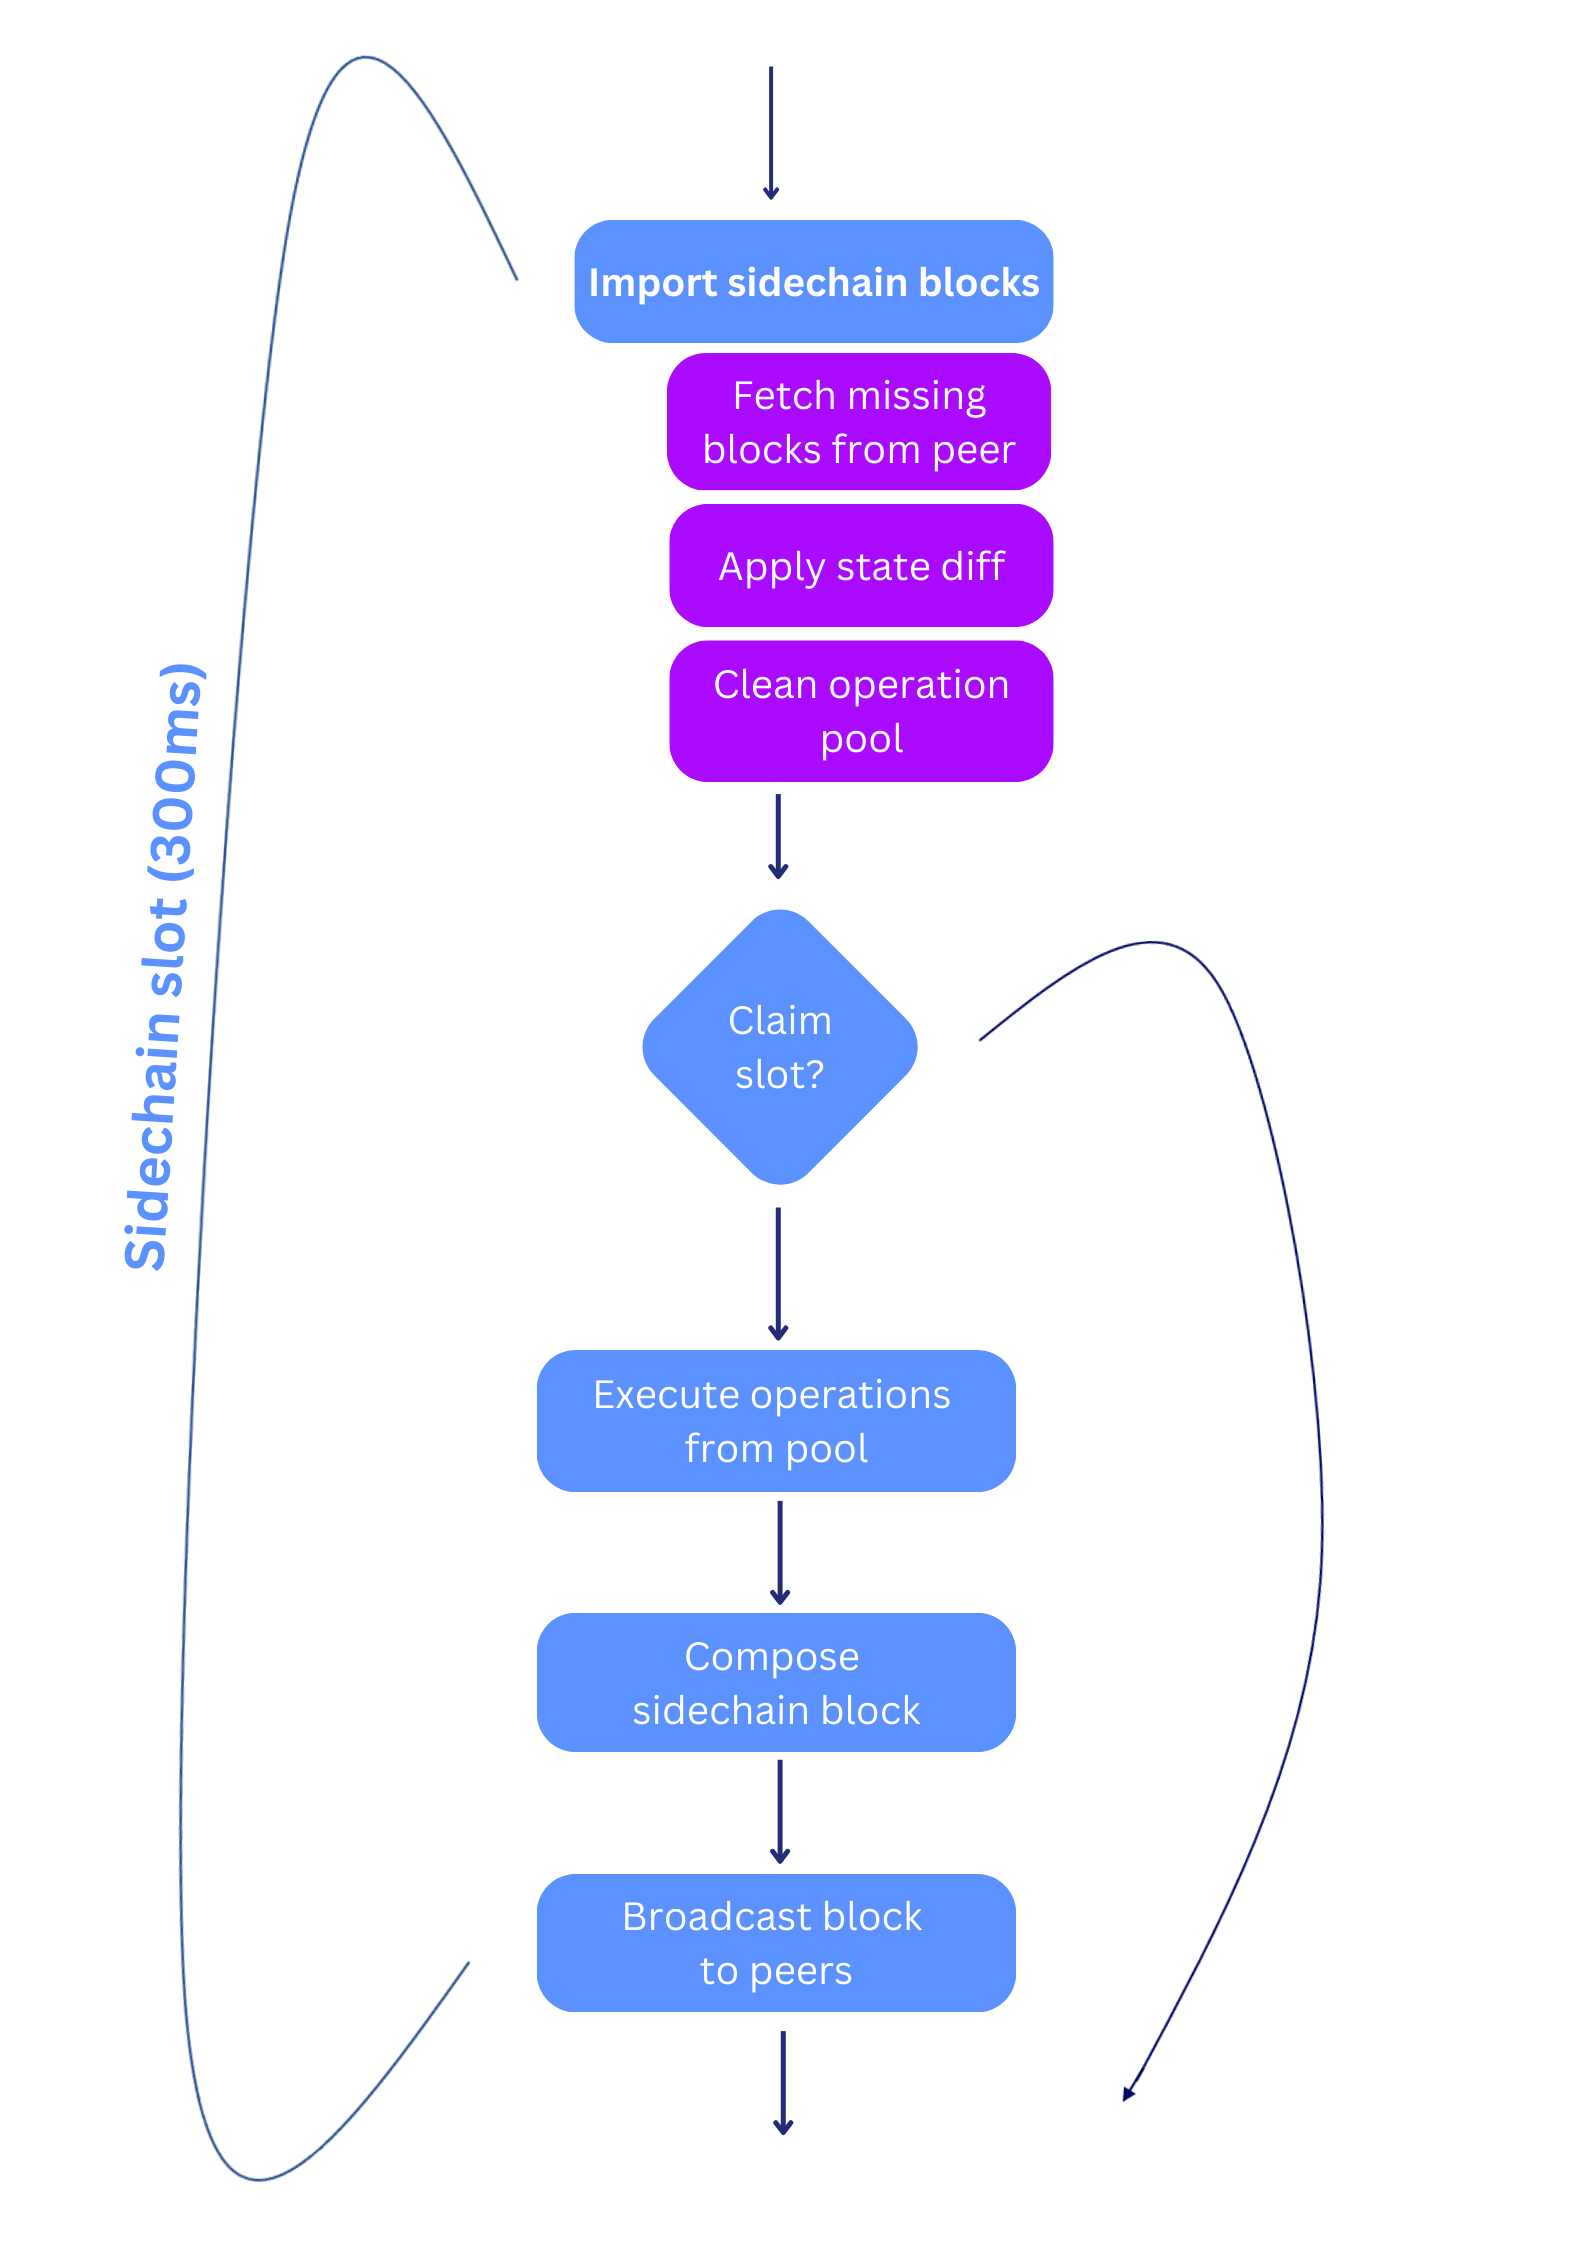 Import sidechain blocks
Fetch missing
blocks from peer
Apply state diff
Clean operation
pool
Sidechain slot (300ms)
Claim
slot?
Execute operations
from pool
Compose
sidechain block
Broadcast block
to peers